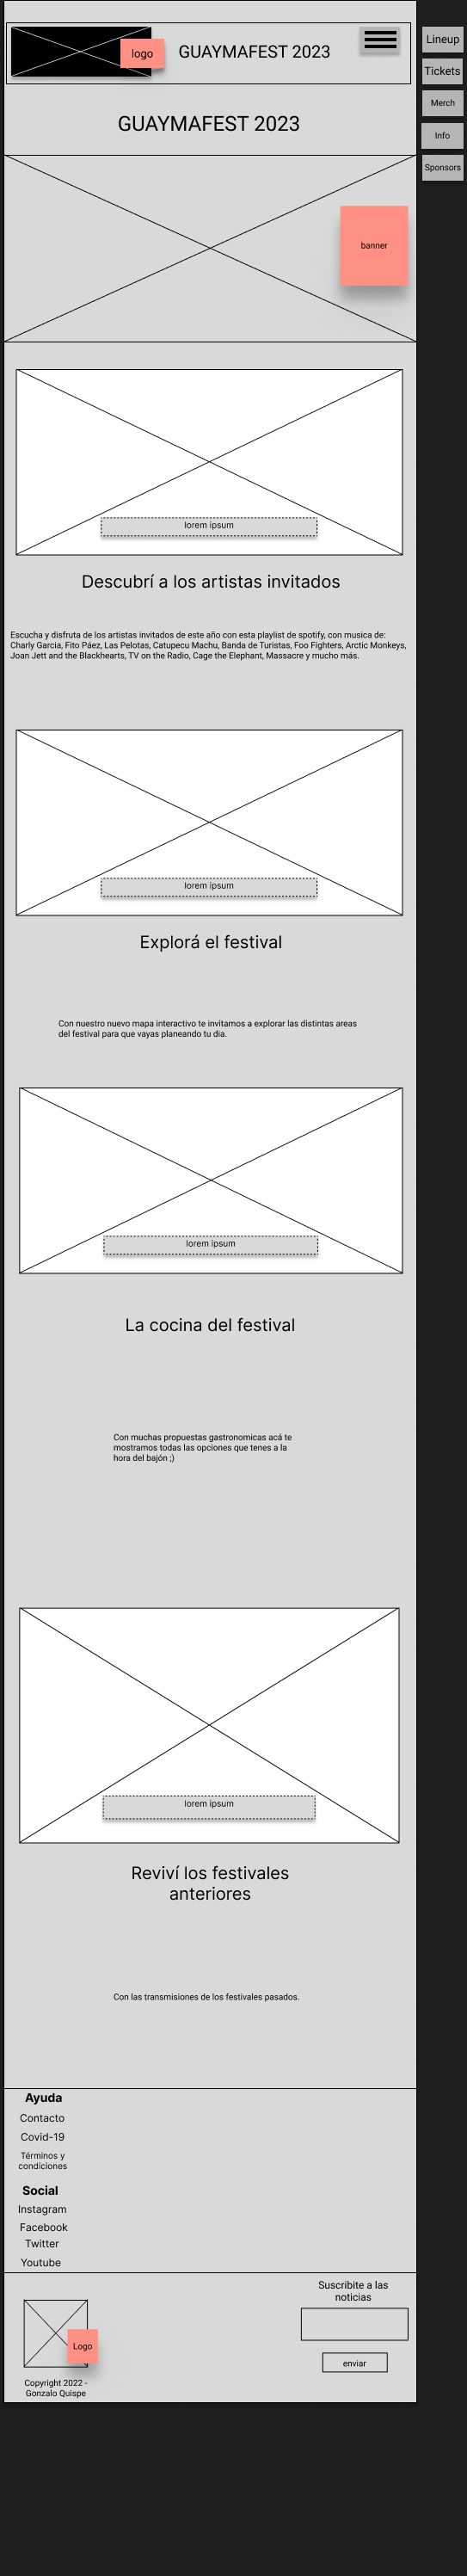 logo
GUAYMAFEST 2023
Lineup
Tickets
Merch
Info
Sponsors
GUAYMAFEST 2023
banner
lorem ipsum
Descubrí a los artistas invitados
Escucha y disfruta de los artistas invitados de este año con esta playlist de spotify, con musica de:
Charly Garcia, Fito Páez, Las Pelotas, Catupecu Machu, Banda de Turistas, Foo Fighters, Arctic Monkeys,
Joan Jett and the Blackhearts, TV on the Radio, Cage the Elephant, Massacre y mucho más.
lorem ipsum
Explorá el festival
Con nuestro nuevo mapa interactivo te invitamos a explorar las distintas areas
del festival para que vayas planeando tu dia.
lorem ipsum
La cocina del festival
Con muchas propuestas gastronomicas acá te
mostramos todas las opciones que tenes a la
hora del bajón ;)
lorem ipsum
Reviví los festivales
anteriores
Con las transmisiones de los festivales pasados.
Ayuda
Contacto
Covid-19
Términos y
condiciones
Social
Instagram
Facebook
Twitter
Youtube
Suscribite a las
noticias
enviar
Logo
Copyright 2022 -
Gonzalo Quispe